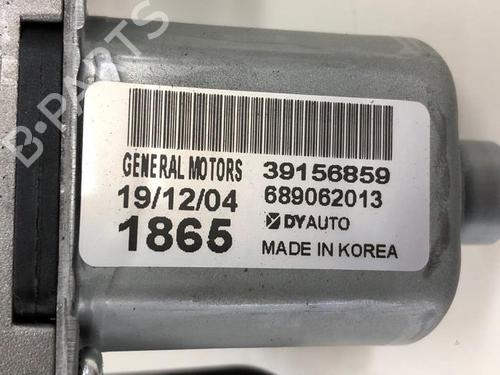 B-PARTS
GENERAL MOTORS 39156859
19/12/04 689062013
1865 DYAUTO
MADE IN KOREA